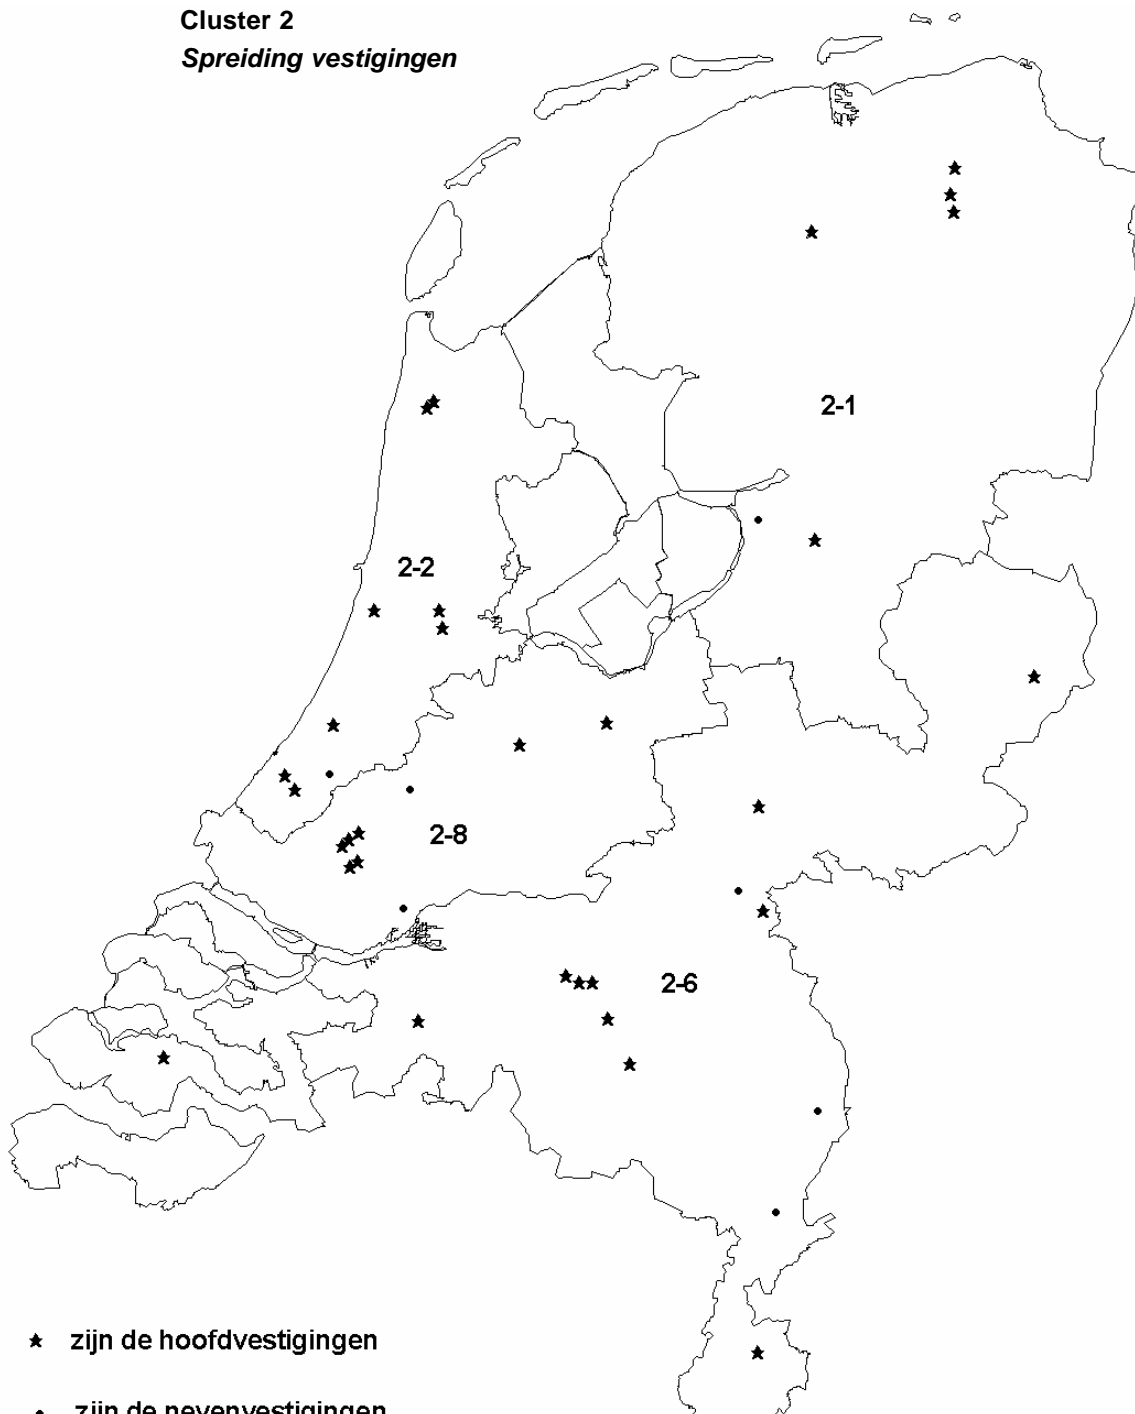 Cluster 2
Spreiding vestigingen
2-1
2-2
2-8
2-6
zijn de hoofdvestigingen
zijn de nevenvestigingen